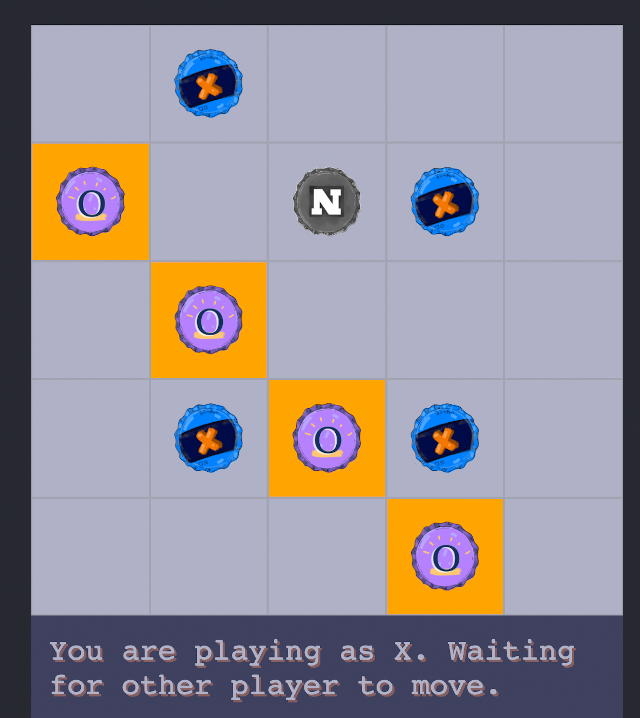 X
O N X
O
X O X
O
You are playing as X. Waiting
for other player to move.